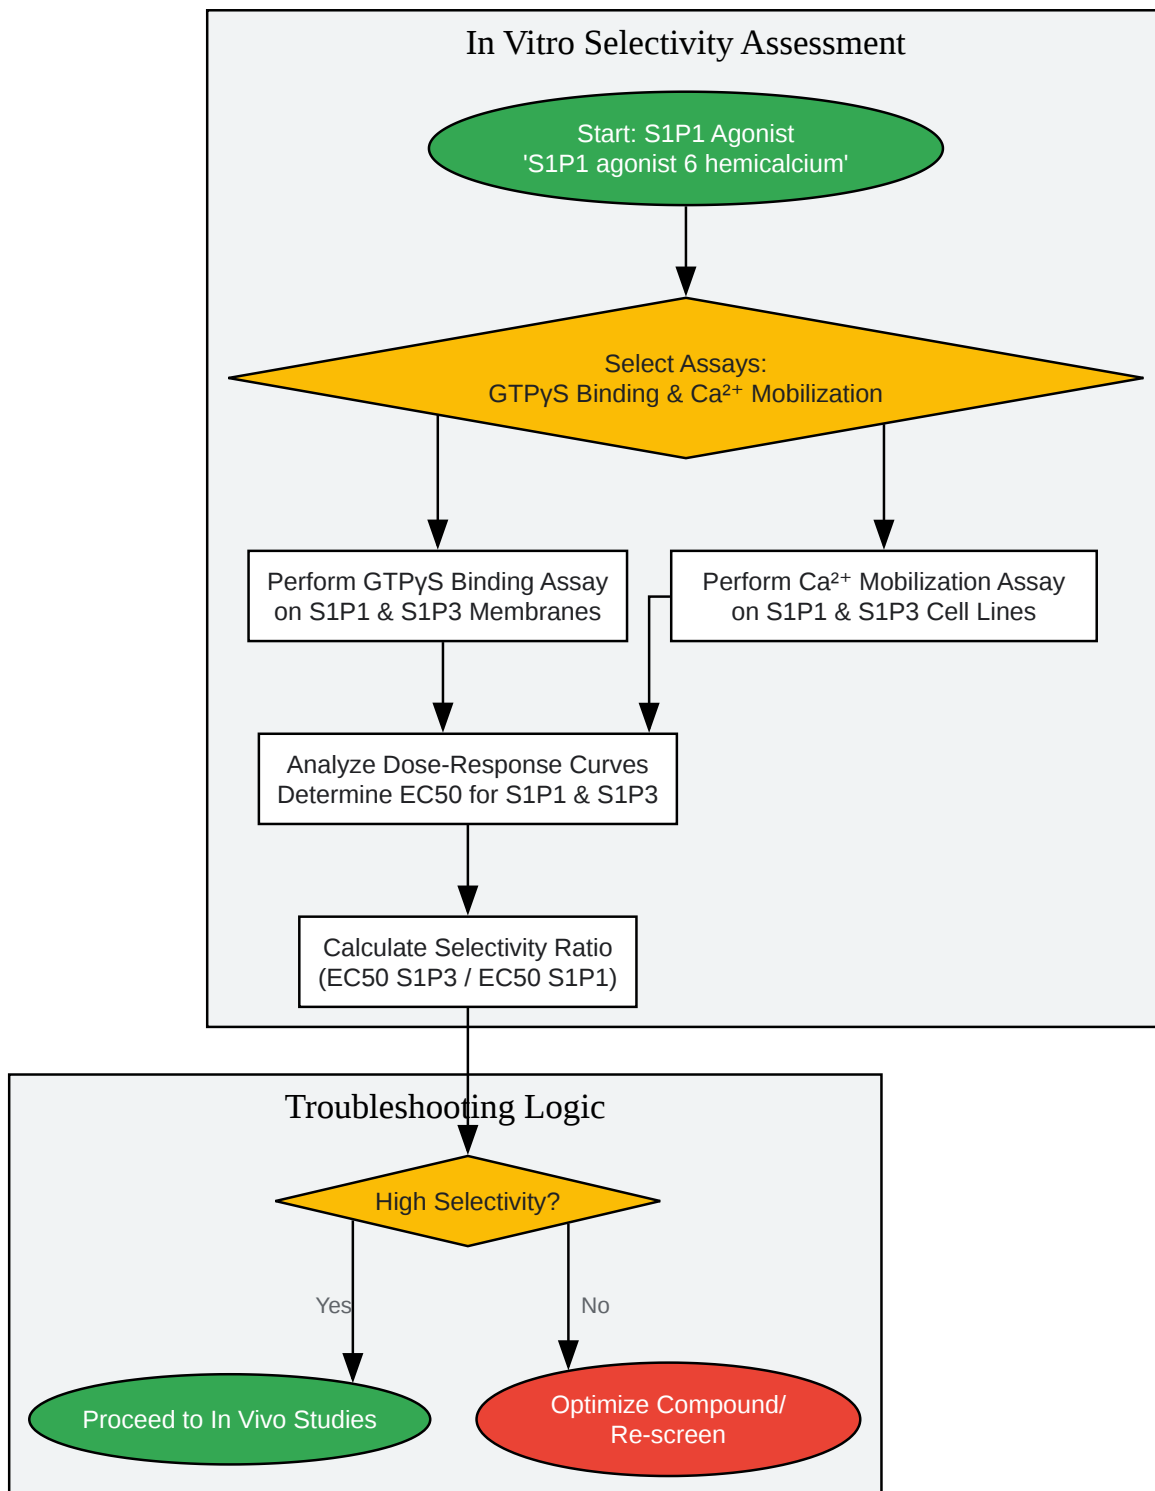 In Vitro Selectivity Assessment
Start: S1P1 Agonist
'S1P1 agonist 6 hemicalcium'
Select Assays:
GTPγS Binding & Ca²⁺ Mobilization
Perform GTPγS Binding Assay
on S1P1 & S1P3 Membranes
Perform Ca²⁺ Mobilization Assay
on S1P1 & S1P3 Cell Lines
Analyze Dose-Response Curves
Determine EC50 for S1P1 & S1P3
Calculate Selectivity Ratio
(EC50 S1P3 / EC50 S1P1)
Troubleshooting Logic
High Selectivity?
Yes
No
Proceed to In Vivo Studies
Optimize Compound/
Re-screen